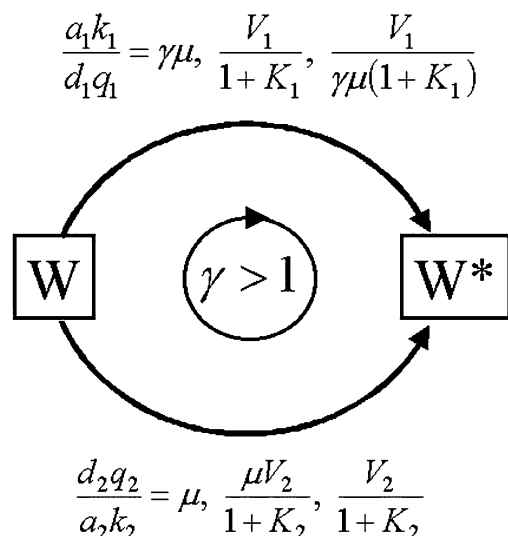 a₁k₁/d₁q₁ = γμ, V₁/(1 + K₁), V₁/(γμ(1 + K₁))
W γ > 1 W*
d₂q₂/a₂k₂ = μ, μV₂/(1 + K₂), V₂/(1 + K₂)